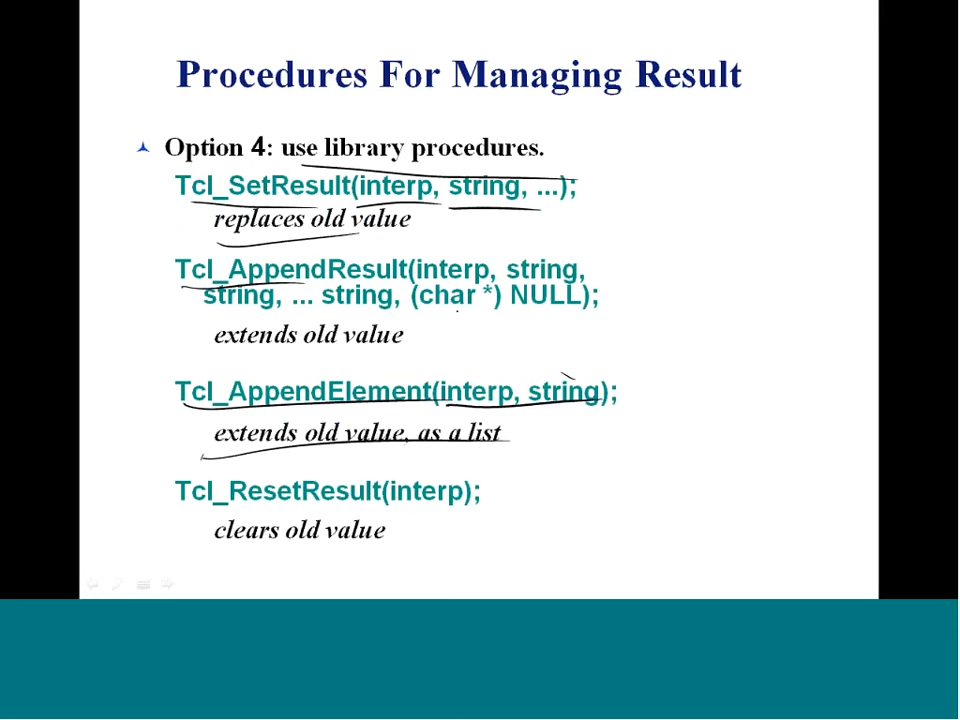 Procedures For Managing Result
Option 4: use library procedures.
Tcl_SetResult(interp, string, ...);
replaces old value
Tcl_AppendResult(interp, string,
string, ... string, (char *) NULL);
extends old value
Tcl_AppendElement(interp, string);
extends old value, as a list
Tcl_ResetResult(interp);
clears old value